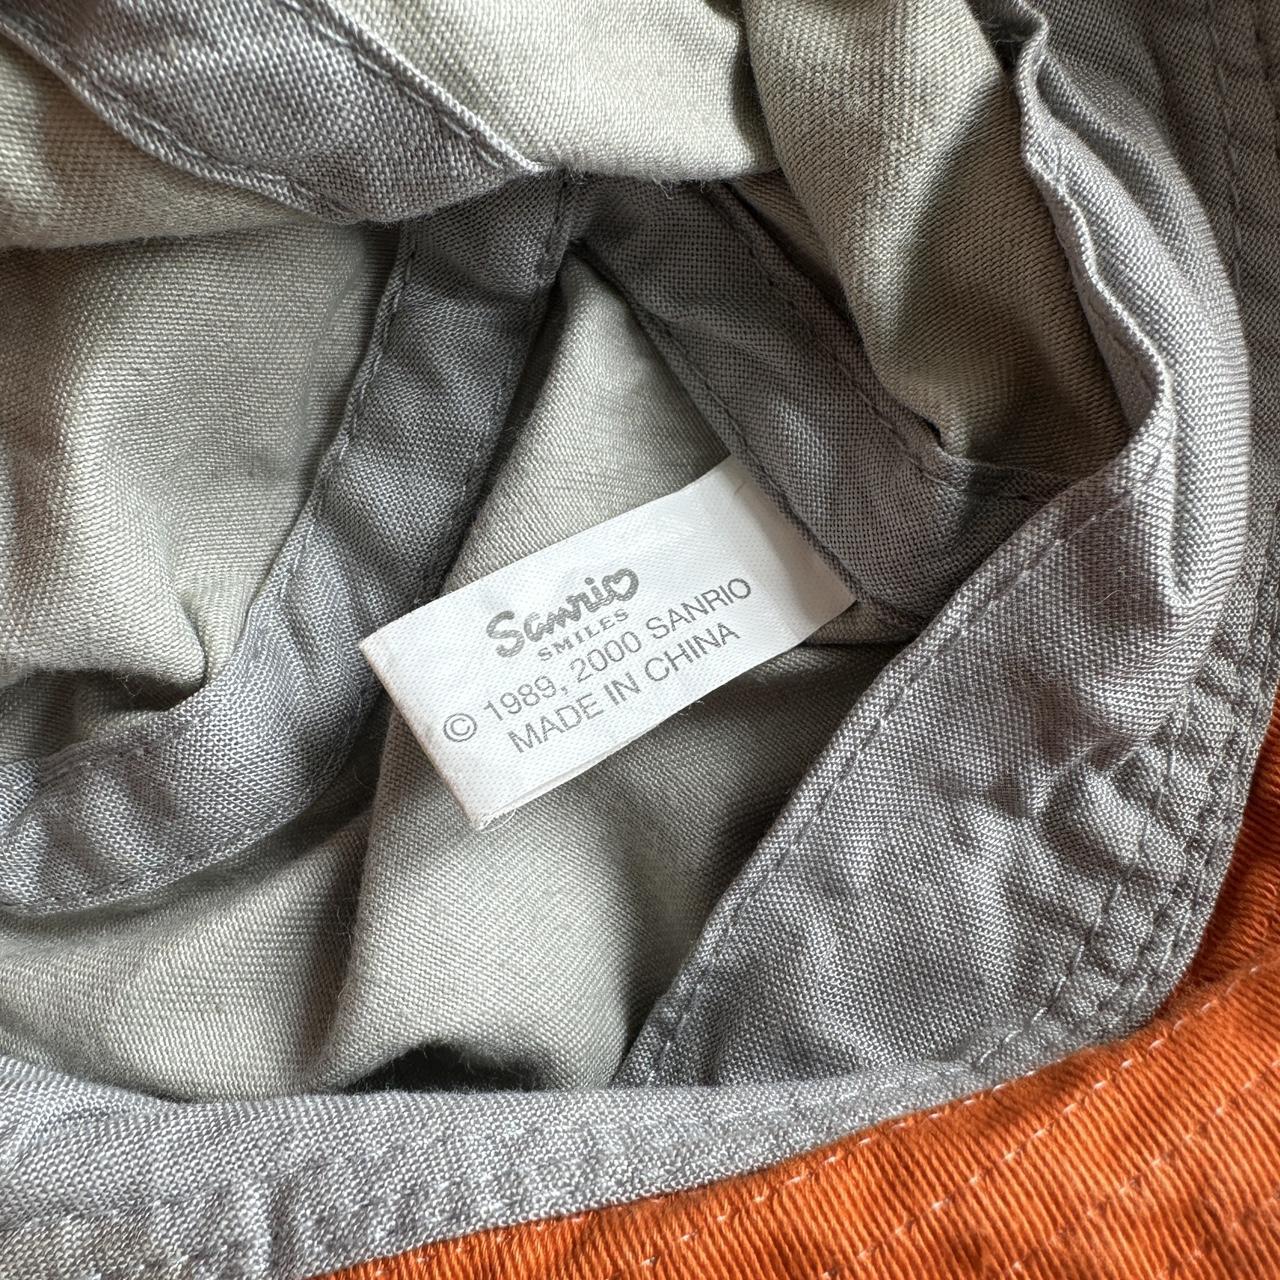 Sanrio
SMILES
© 1989, 2000 SANRIO
MADE IN CHINA